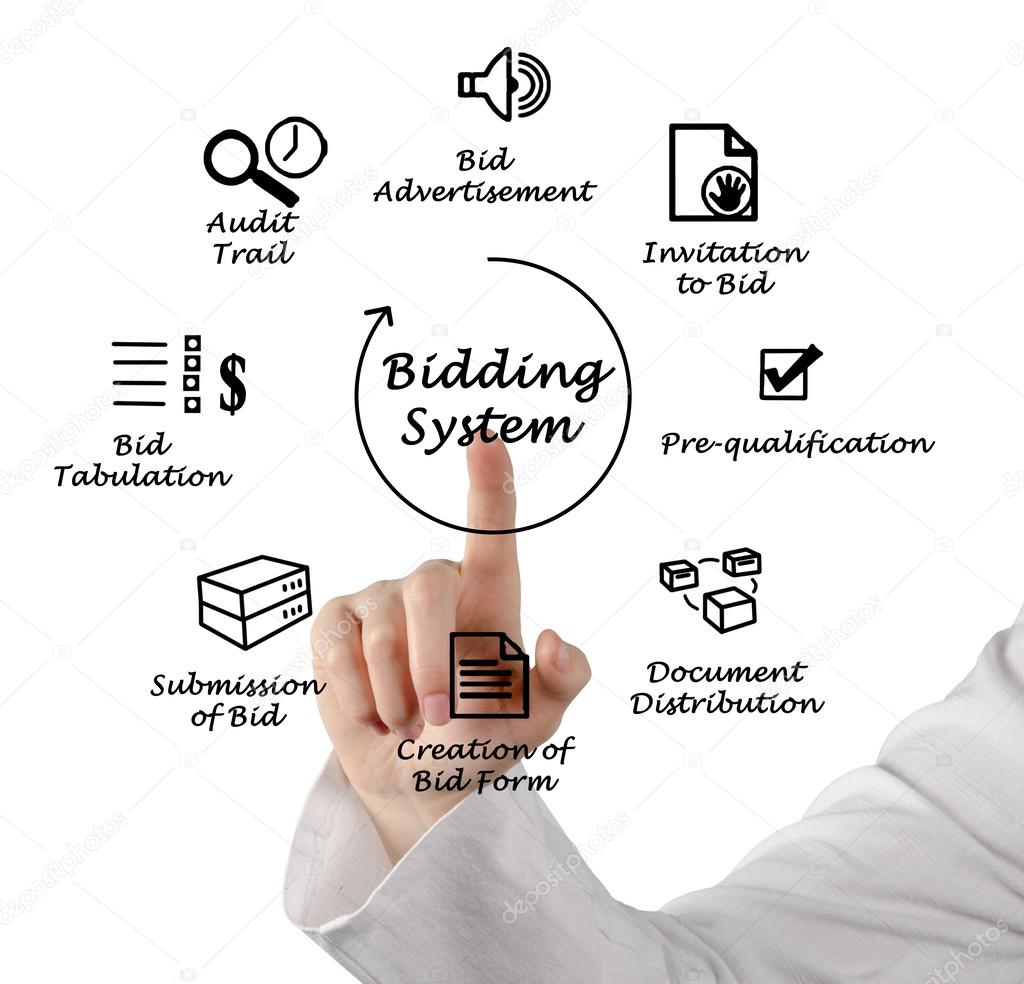 Bid
Advertisement
Invitation
to Bid
Pre-qualification
Document
Distribution
Creation of
Bid Form
Submission
of Bid
Bid
Tabulation
$
Audit
Trail
Bidding
System
depositphotos